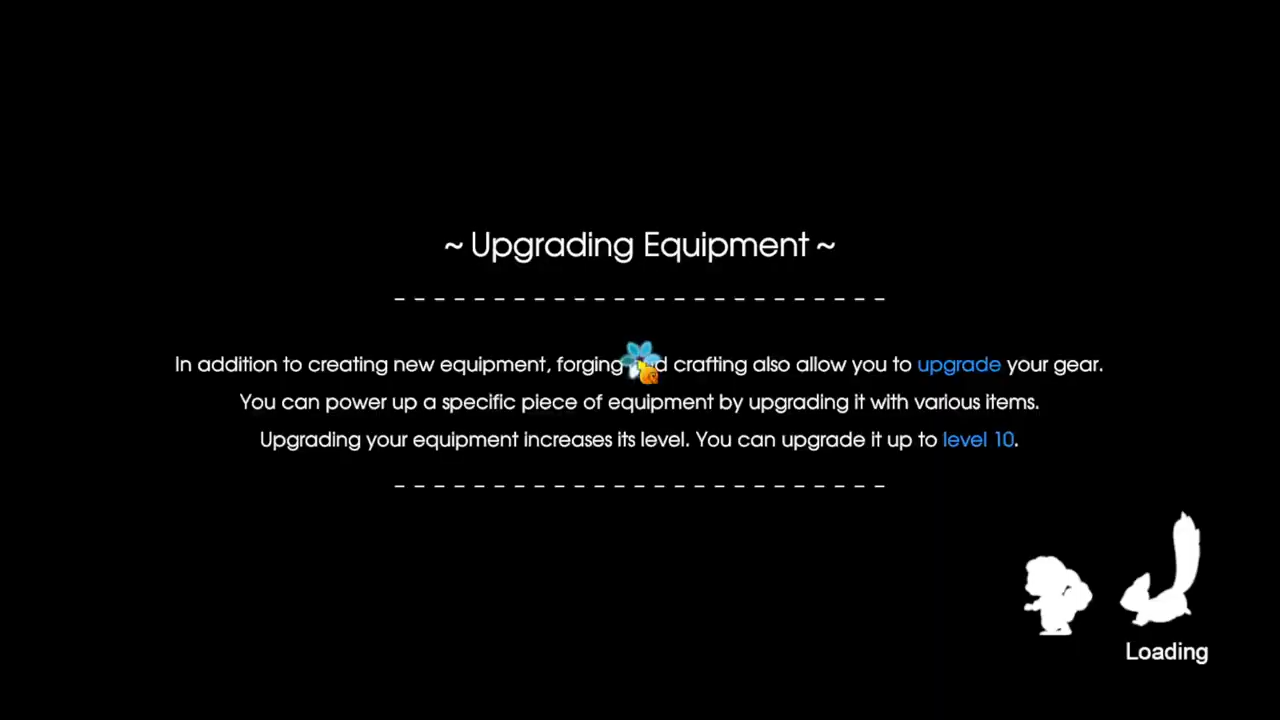 ~ Upgrading Equipment ~
In addition to creating new equipment, forging and crafting also allow you to upgrade your gear.
You can power up a specific piece of equipment by upgrading it with various items.
Upgrading your equipment increases its level. You can upgrade it up to level 10.
Loading